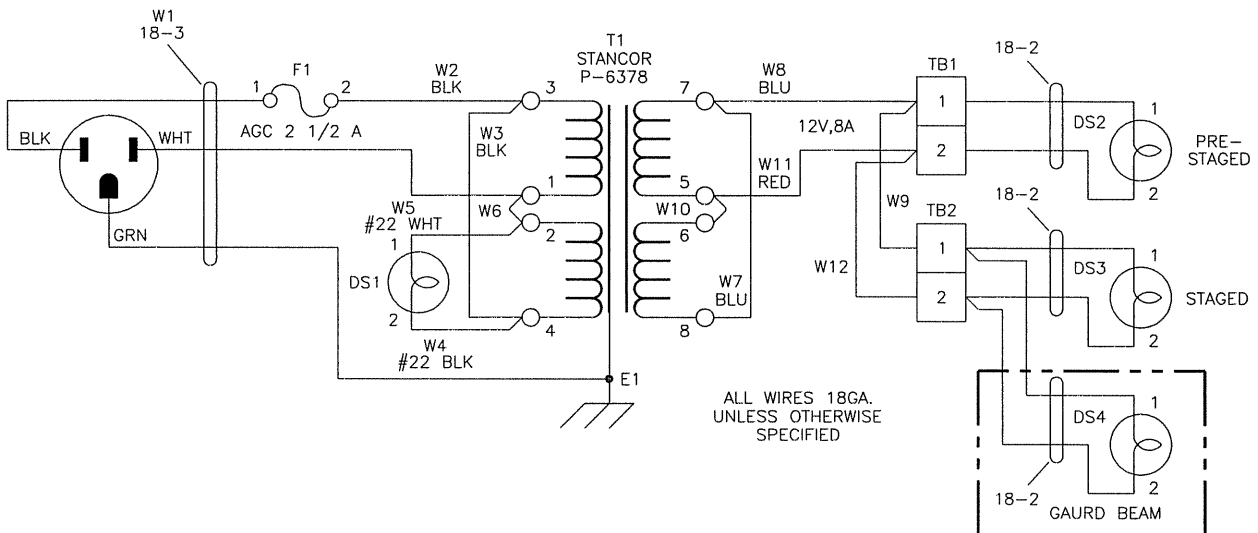 W1
18-3
F1
1
2
AGC 2 1/2 A
W2
BLK
T1
STANCOR
P-6378
3
7
W8
BLU
TB1
1
2
18-2
DS2
1
2
PRE-
STAGED
BLK
WHT
W3
BLK
12V,8A
W11
RED
1
5
W5
#22 WHT
W6
2
W10
6
W9
TB2
1
2
18-2
DS3
1
2
STAGED
GRN
1
DS1
2
W12
W7
BLU
4
8
W4
#22 BLK
E1
ALL WIRES 18GA.
UNLESS OTHERWISE
SPECIFIED
DS4
1
2
18-2
GAURD BEAM